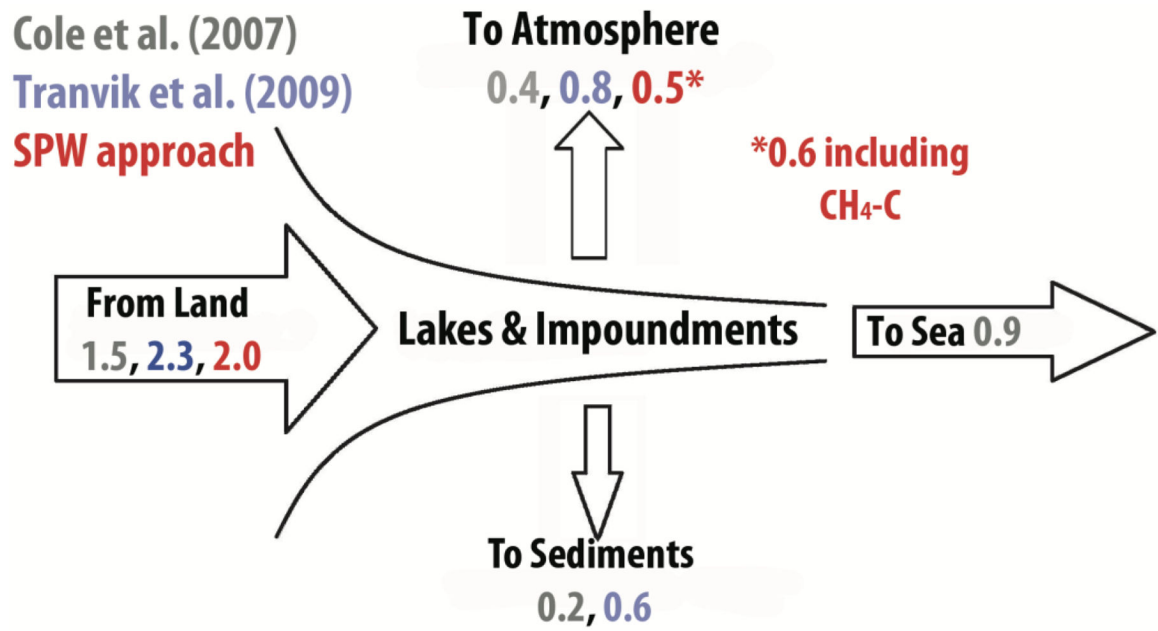 Cole et al. (2007)
Tranvik et al. (2009)
SPW approach
To Atmosphere
0.4, 0.8, 0.5*
*0.6 including
CH₄-C
From Land
1.5, 2.3, 2.0
Lakes & Impoundments
To Sea 0.9
To Sediments
0.2, 0.6